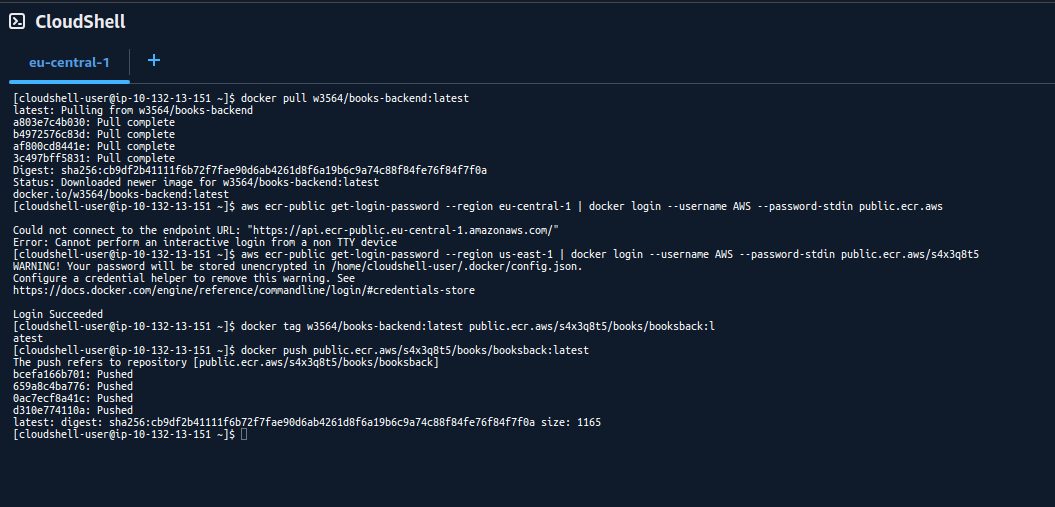 CloudShell
eu-central-1
+
[cloudshell-user@ip-10-132-13-151 ~]$ docker pull w3564/books-backend:latest
latest: Pulling from w3564/books-backend
a803e7c4b030: Pull complete
b4972576c83d: Pull complete
af800cd8441e: Pull complete
3c497bff5831: Pull complete
Digest: sha256:cb9df2b41111f6b72f7fae90d6ab4261d8f6a19b6c9a74c88f84fe76f84f7f0a
Status: Downloaded newer image for w3564/books-backend:latest
docker.io/w3564/books-backend:latest
[cloudshell-user@ip-10-132-13-151 ~]$ aws ecr-public get-login-password --region eu-central-1 | docker login --username AWS --password-stdin public.ecr.aws
Could not connect to the endpoint URL: "https://api.ecr-public.eu-central-1.amazonaws.com/"
Error: Cannot perform an interactive login from a non TTY device
[cloudshell-user@ip-10-132-13-151 ~]$ aws ecr-public get-login-password --region us-east-1 | docker login --username AWS --password-stdin public.ecr.aws/s4x3q8t5
WARNING! Your password will be stored unencrypted in /home/cloudshell-user/.docker/config.json.
Configure a credential helper to remove this warning. See
https://docs.docker.com/engine/reference/commandline/login/#credentials-store
Login Succeeded
[cloudshell-user@ip-10-132-13-151 ~]$ docker tag w3564/books-backend:latest public.ecr.aws/s4x3q8t5/books/booksback:l
atest
[cloudshell-user@ip-10-132-13-151 ~]$ docker push public.ecr.aws/s4x3q8t5/books/booksback:latest
The push refers to repository [public.ecr.aws/s4x3q8t5/books/booksback]
bcefa166b701: Pushed
659a8c4ba776: Pushed
0ac7ecf8a41c: Pushed
d310e774110a: Pushed
latest: digest: sha256:cb9df2b41111f6b72f7fae90d6ab4261d8f6a19b6c9a74c88f84fe76f84f7f0a size: 1165
[cloudshell-user@ip-10-132-13-151 ~]$